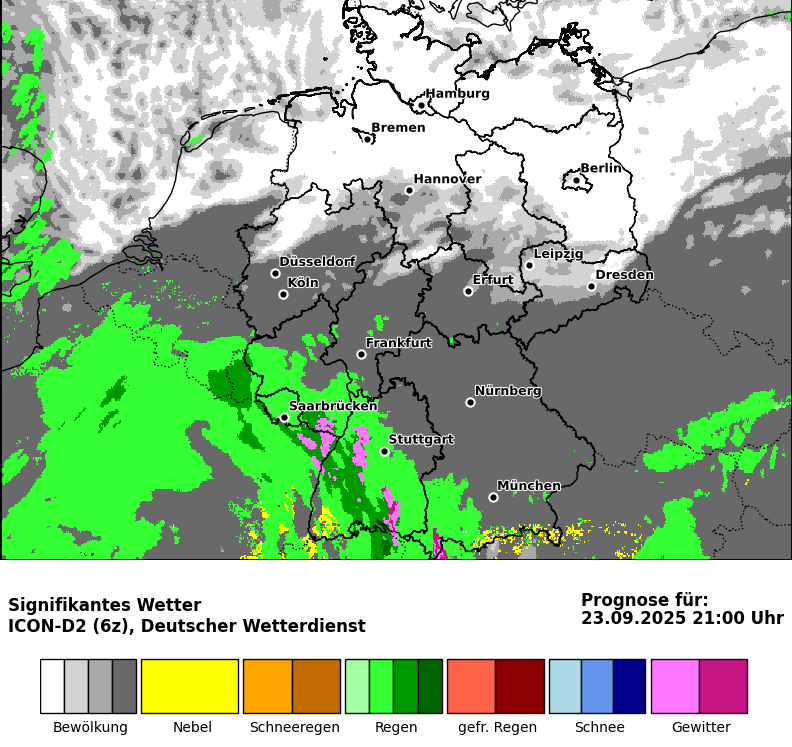 Hamburg
Bremen
Berlin
Hannover
Leipzig
Düsseldorf
Dresden
Köln
Erfurt
Frankfurt
Nürnberg
Saarbrücken
Stuttgart
München
Signifikantes Wetter
ICON-D2 (6z), Deutscher Wetterdienst
Prognose für:
23.09.2025 21:00 Uhr
Bewölkung Nebel Schneeregen Regen gefr. Regen Schnee Gewitter